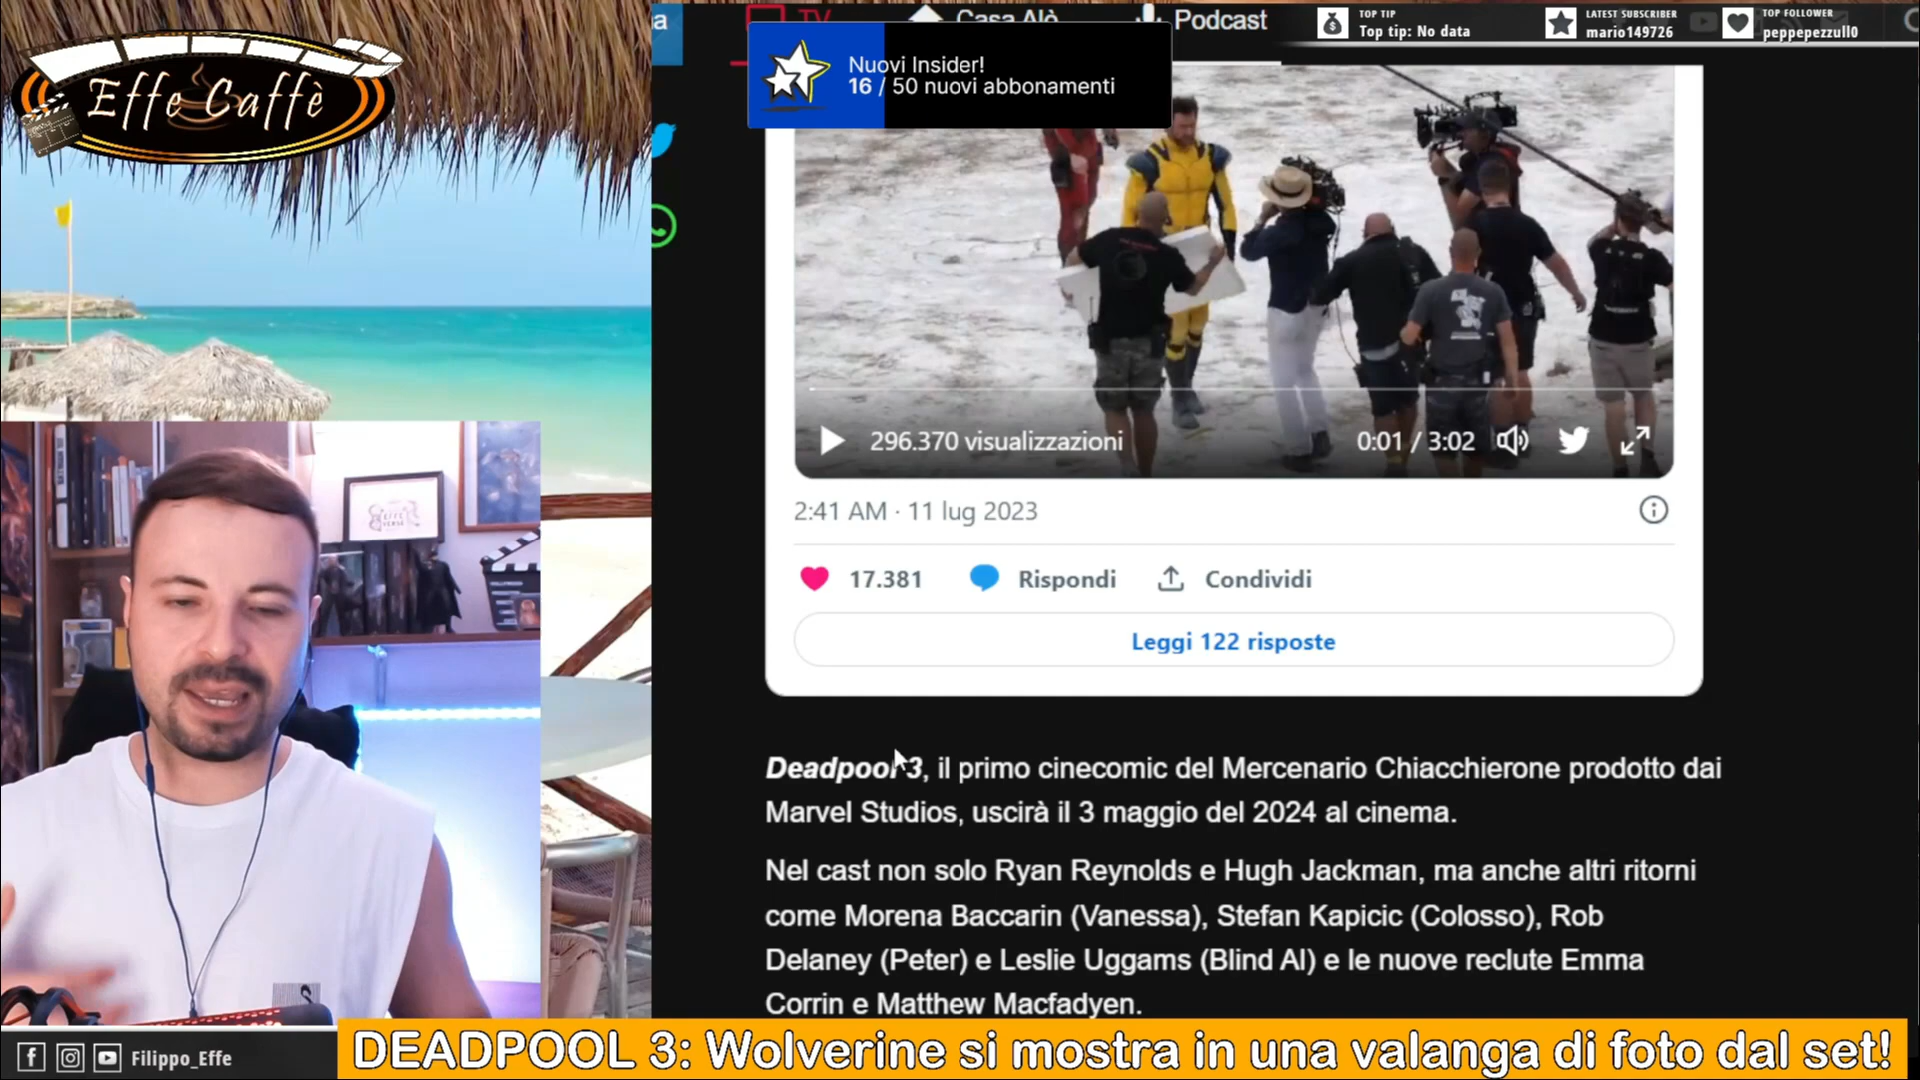 a
TV
Casa Alò
Podcast
TOP TIP
Top tip: No data
LATEST SUBSCRIBER
mario149726
TOP FOLLOWER
peppepezzull0
Effe Caffè
Nuovi Insider!
16 / 50 nuovi abbonamenti
296.370 visualizzazioni
0:01 / 3:02
2:41 AM · 11 lug 2023
17.381
Rispondi
Condividi
Leggi 122 risposte
Deadpool 3, il primo cinecomic del Mercenario Chiacchierone prodotto dai
Marvel Studios, uscirà il 3 maggio del 2024 al cinema.
Nel cast non solo Ryan Reynolds e Hugh Jackman, ma anche altri ritorni
come Morena Baccarin (Vanessa), Stefan Kapicic (Colosso), Rob
Delaney (Peter) e Leslie Uggams (Blind Al) e le nuove reclute Emma
Corrin e Matthew Macfadyen.
Filippo_Effe
DEADPOOL 3: Wolverine si mostra in una valanga di foto dal set!